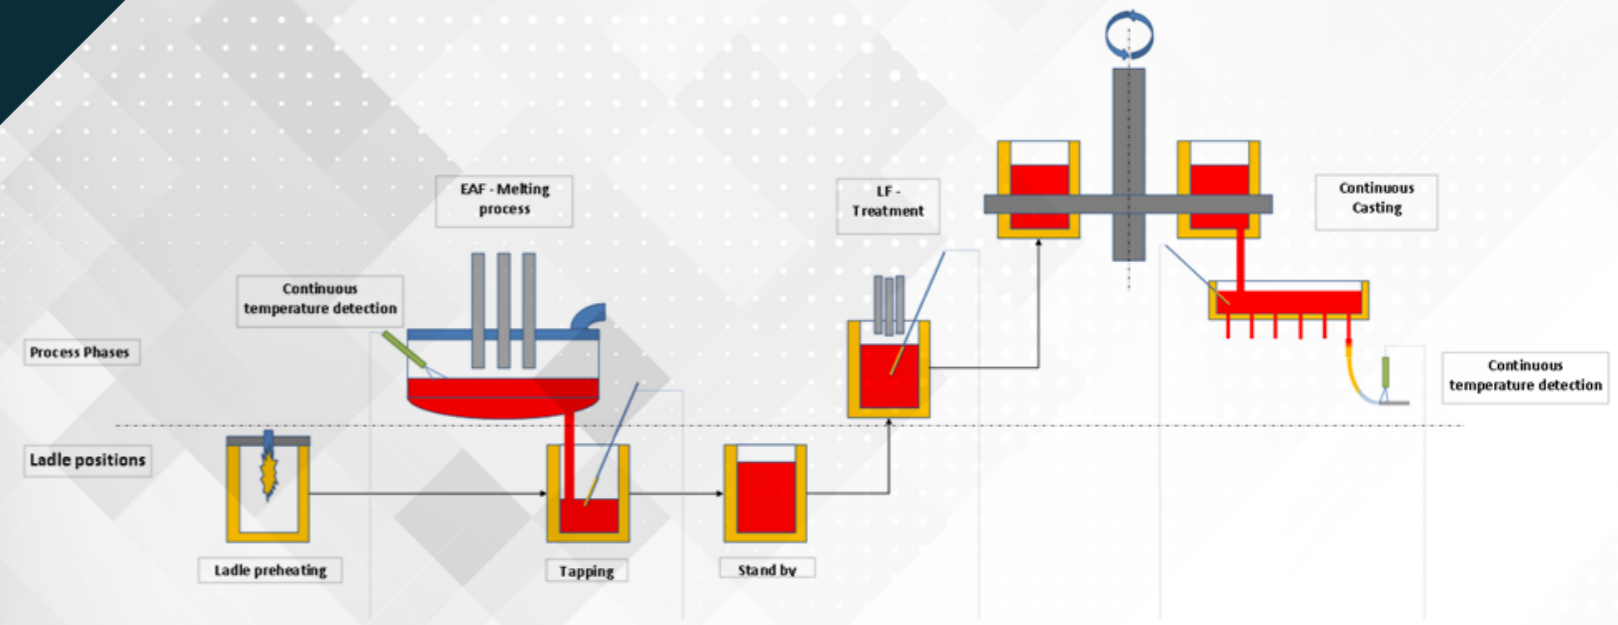 EAF - Melting
process
LF -
Treatment
Continuous
Casting
Continuous
temperature detection
Process Phases
Continuous
temperature detection
Ladle positions
Ladle preheating
Tapping
Stand by